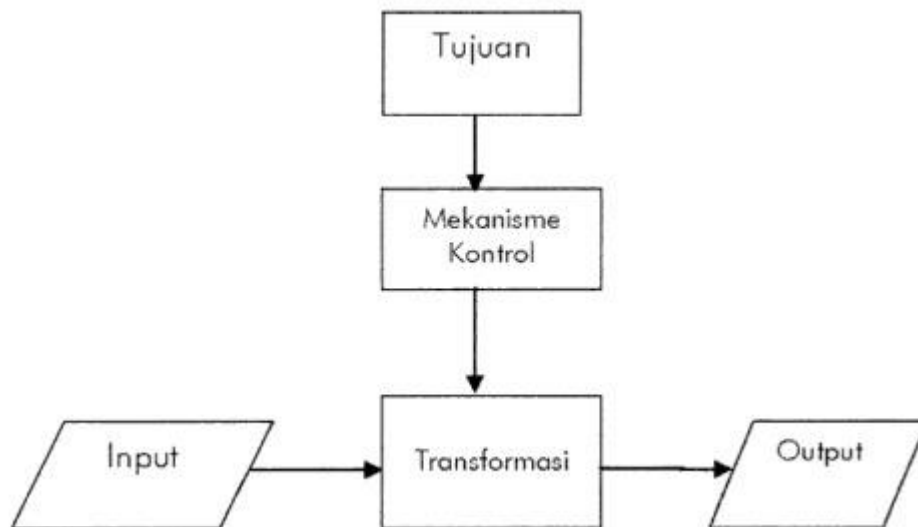 Tujuan
Mekanisme
Kontrol
Input
Transformasi
Output